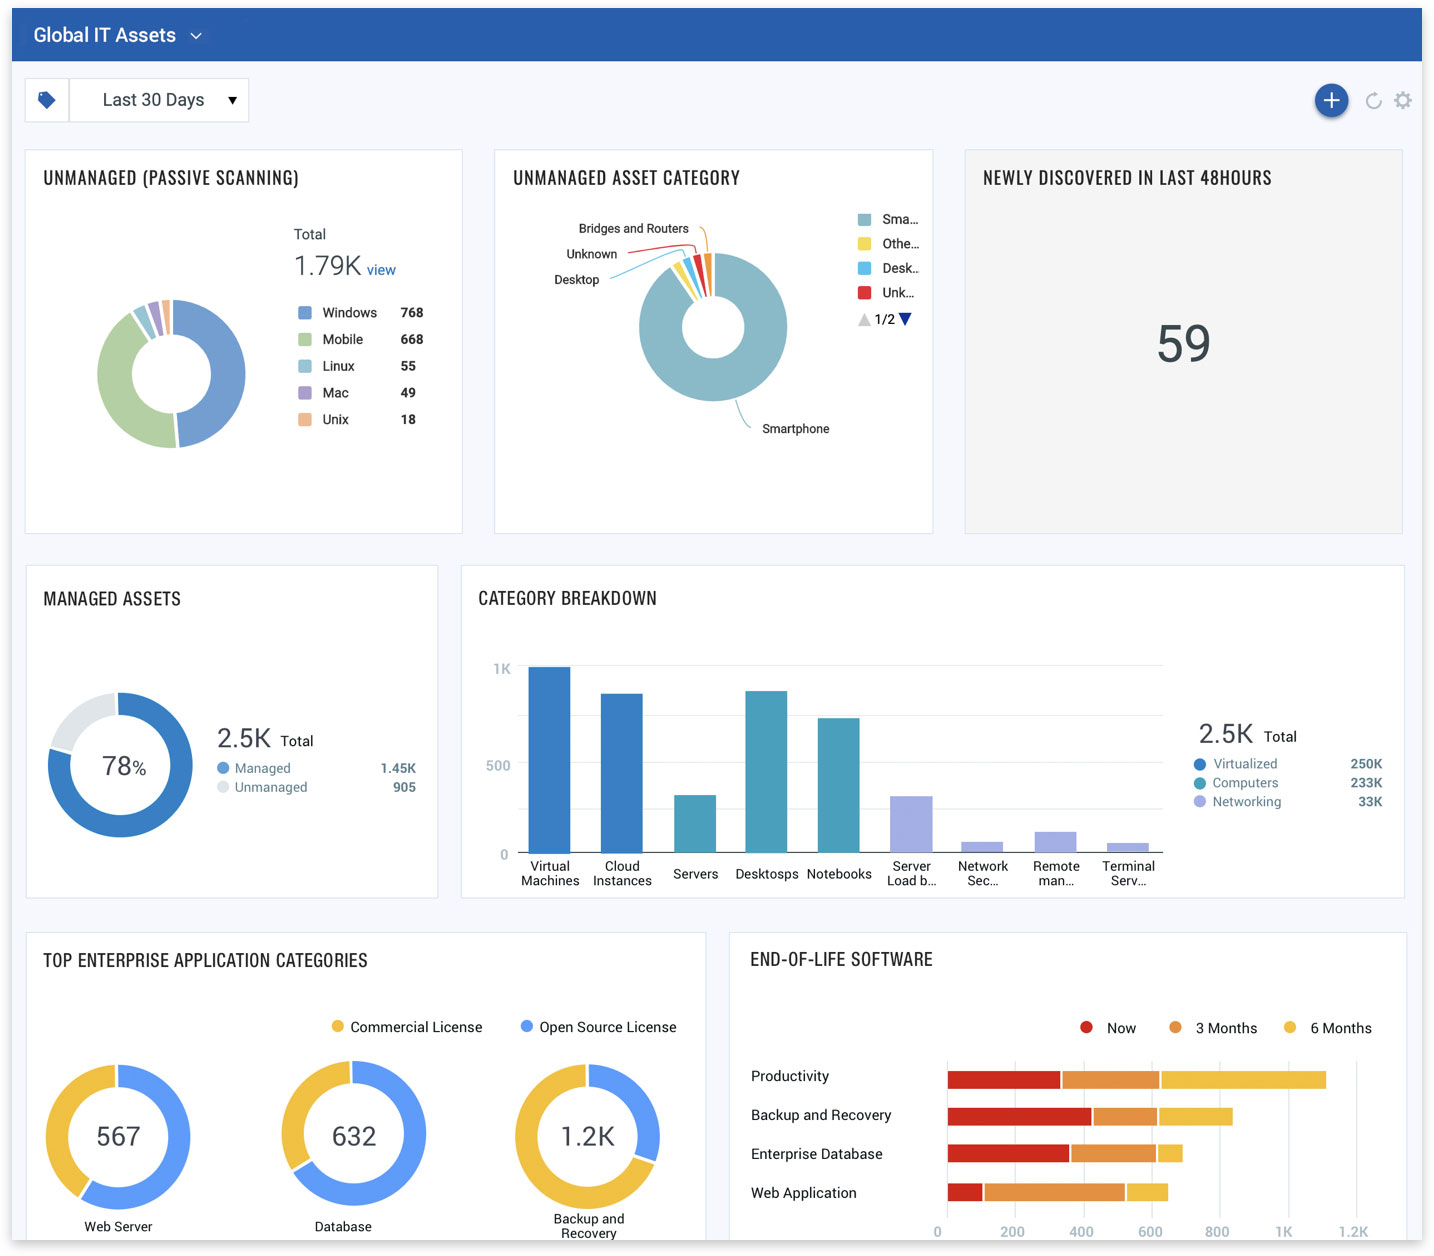 Global IT Assets
Last 30 Days
UNMANAGED (PASSIVE SCANNING)
Total
1.79K view
Windows 768
Mobile 668
Linux 55
Mac 49
Unix 18
UNMANAGED ASSET CATEGORY
Bridges and Routers
Unknown
Desktop
Smartphone
Sma...
Othe...
Desk...
Unk...
1/2
NEWLY DISCOVERED IN LAST 48HOURS
59
MANAGED ASSETS
78%
2.5K Total
Managed 1.45K
Unmanaged 905
CATEGORY BREAKDOWN
1K
500
0
Virtual
Machines
Cloud
Instances
Servers
Desktosps
Notebooks
Server
Load b...
Network
Sec...
Remote
man...
Terminal
Serv...
2.5K Total
Virtualized 250K
Computers 233K
Networking 33K
TOP ENTERPRISE APPLICATION CATEGORIES
Commercial License
Open Source License
567
Web Server
632
Database
1.2K
Backup and
Recovery
END-OF-LIFE SOFTWARE
Now 3 Months 6 Months
Productivity
Backup and Recovery
Enterprise Database
Web Application
0 200 400 600 800 1K 1.2K